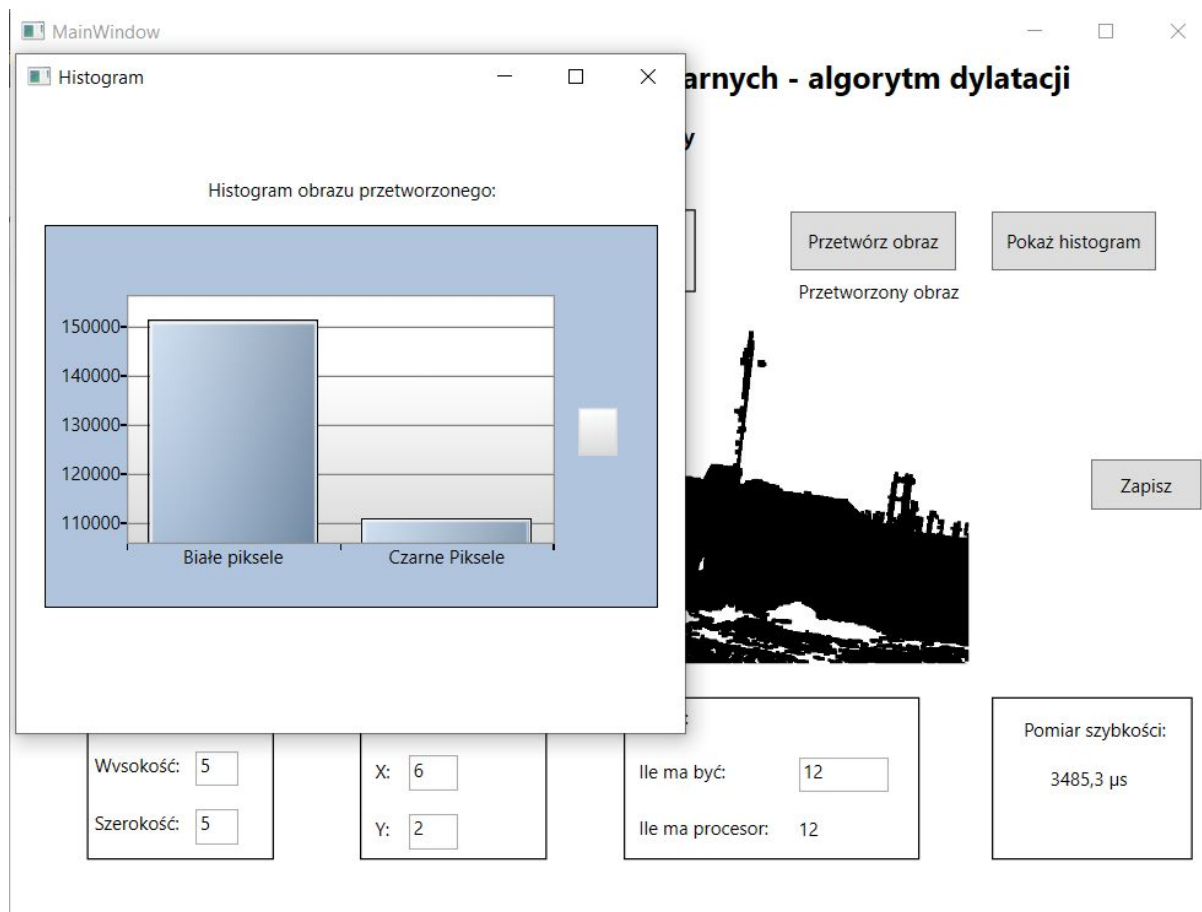 MainWindow
Histogram
arnych - algorytm dylatacji
y
Histogram obrazu przetworzonego:
Przetwórz obraz
Pokaż histogram
Przetworzony obraz
150000
140000
130000
120000
110000
Białe piksele
Czarne Piksele
Zapisz
:
Pomiar szybkości:
Wysokość: 5
X: 6
Ile ma być: 12
3485,3 µs
Szerokość: 5
Y: 2
Ile ma procesor: 12